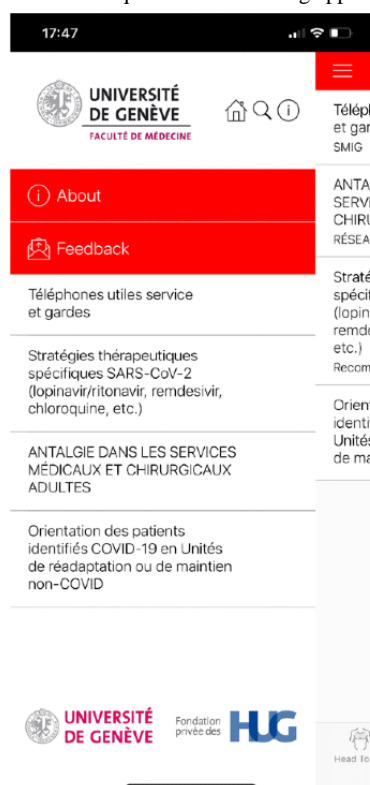 17:47
UNIVERSITÉ
DE GENÈVE
FACULTÉ DE MÉDECINE
About
Feedback
Téléphones utiles service
et gardes
Stratégies thérapeutiques
spécifiques SARS-CoV-2
(lopinavir/ritonavir, remdesivir,
chloroquine, etc.)
ANTALGIE DANS LES SERVICES
MÉDICAUX ET CHIRURGICAUX
ADULTES
Orientation des patients
identifiés COVID-19 en Unités
de réadaptation ou de maintien
non-COVID
UNIVERSITÉ
DE GENÈVE
Fondation
privée des
HUG
Téléph
et gar
SMIG
ANTA
SERVI
CHIRU
RÉSEA
Straté
spécif
(lopin
remde
etc.)
Recom
Orient
identi
Unités
de ma
Head To